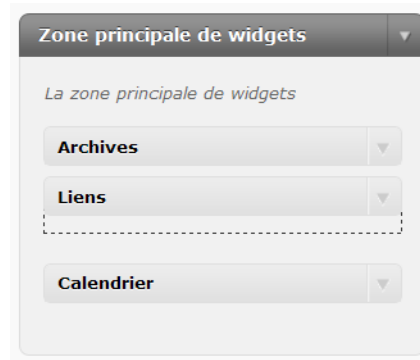 Zone principale de widgets
La zone principale de widgets
Archives
Liens
Calendrier